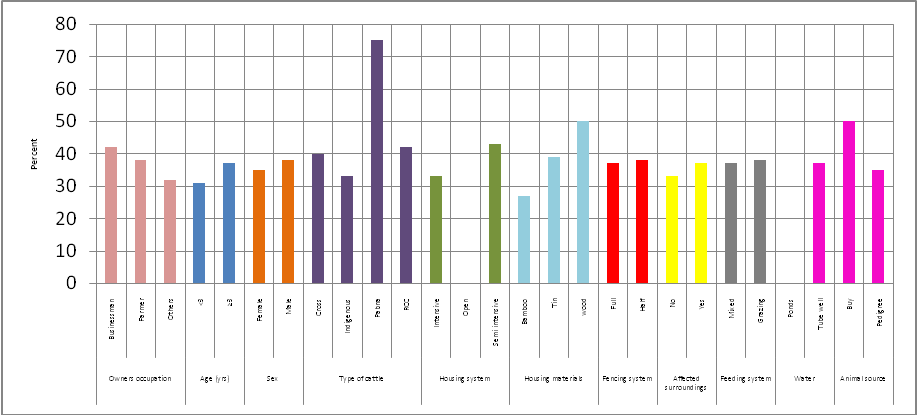 80
70
60
50
40
30
20
10
0
Percent
Businessman
Farmer
Others
<3
≥3
Female
Male
Cross
Indigenous
Pabna
RCC
Intensive
Open
Semi intensive
Bamboo
Tin
wood
Full
Half
No
Yes
Mixed
Grazing
Ponds
Tube well
Buy
Pedigree
Owners occupation
Age (yrs)
Sex
Type of cattle
Housing system
Housing materials
Fencing system
Affected
surroundings
Feeding system
Water
Animal source